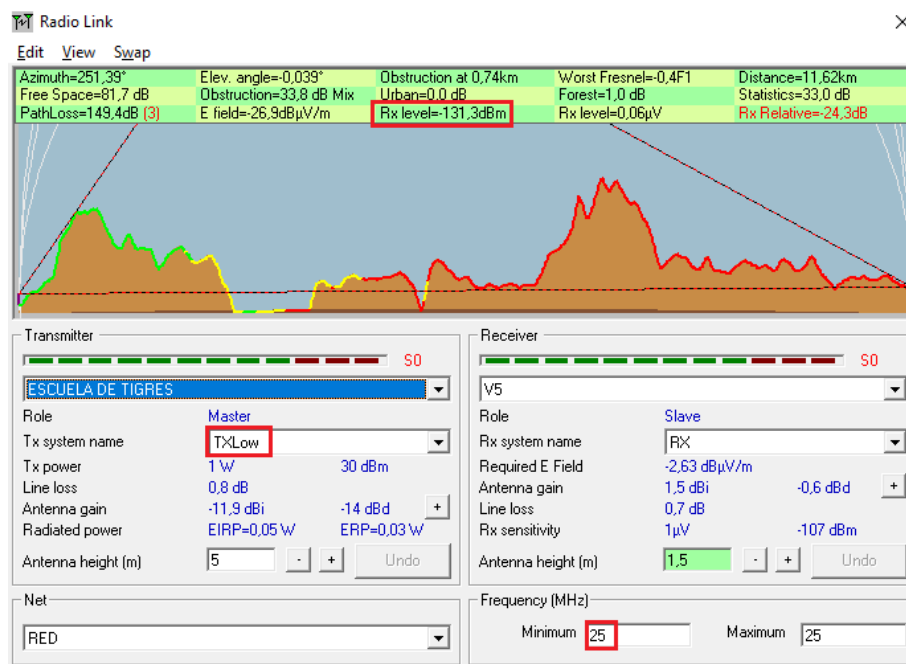 Radio Link
Edit View Swap
Azimuth=251,39° Elev. angle=-0,039° Obstruction at 0,74km Worst Fresnel=-0,4F1 Distance=11,62km
Free Space=81,7 dB Obstruction=33,8 dB Mix Urban=0,0 dB Forest=1,0 dB Statistics=33,0 dB
PathLoss=149,4dB (3) E field=-26,9dBµV/m Rx level=-131,3dBm Rx level=0,06µV Rx Relative=-24,3dB
Transmitter
S0
ESCUELA DE TIGRES
Role Master
Tx system name TXLow
Tx power 1 W 30 dBm
Line loss 0,8 dB
Antenna gain -11,9 dBi -14 dBd +
Radiated power EIRP=0,05 W ERP=0,03 W
Antenna height (m) 5 - + Undo
Net
RED
Receiver
S0
V5
Role Slave
Rx system name RX
Required E Field -2,63 dBµV/m
Antenna gain 1,5 dBi -0,6 dBd +
Line loss 0,7 dB
Rx sensitivity 1µV -107 dBm
Antenna height (m) 1,5 - + Undo
Frequency (MHz)
Minimum 25 Maximum 25